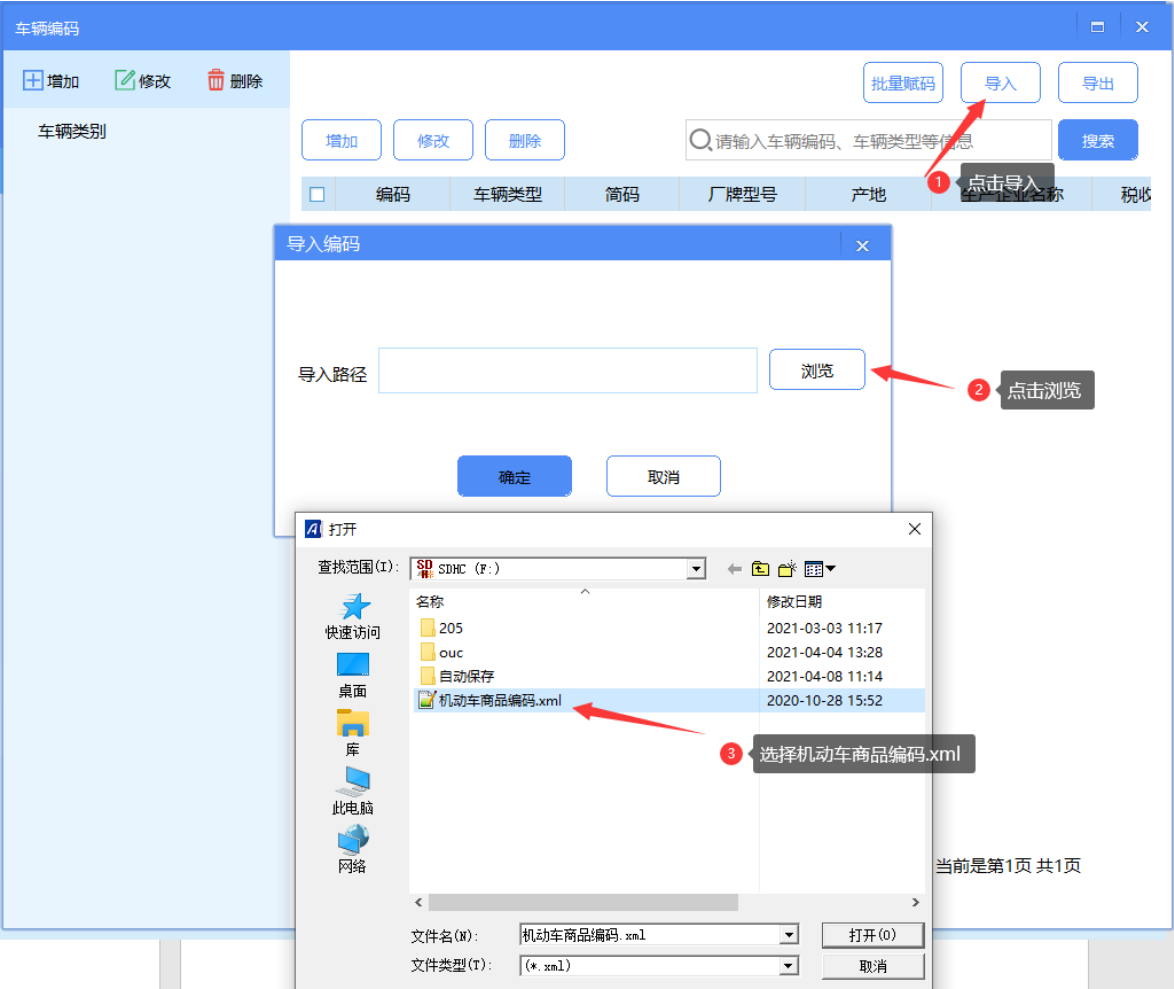 车辆编码
增加 修改 删除
批量赋码 导入 导出
车辆类别
增加 修改 删除
请输入车辆编码、车辆类型等信息
搜索
1 点击导入
编码 车辆类型 简码 厂牌型号 产地 生产企业名称 税收
导入编码
导入路径
浏览
2 点击浏览
确定 取消
打开
查找范围(I): SDHC (F:)
名称 修改日期
205 2021-03-03 11:17
ouc 2021-04-04 13:28
自动保存 2021-04-08 11:14
机动车商品编码.xml 2020-10-28 15:52
快速访问
桌面
库
此电脑
网络
3 选择机动车商品编码.xml
当前是第1页 共1页
文件名(N): 机动车商品编码.xml 打开(O)
文件类型(T): (*.xml) 取消